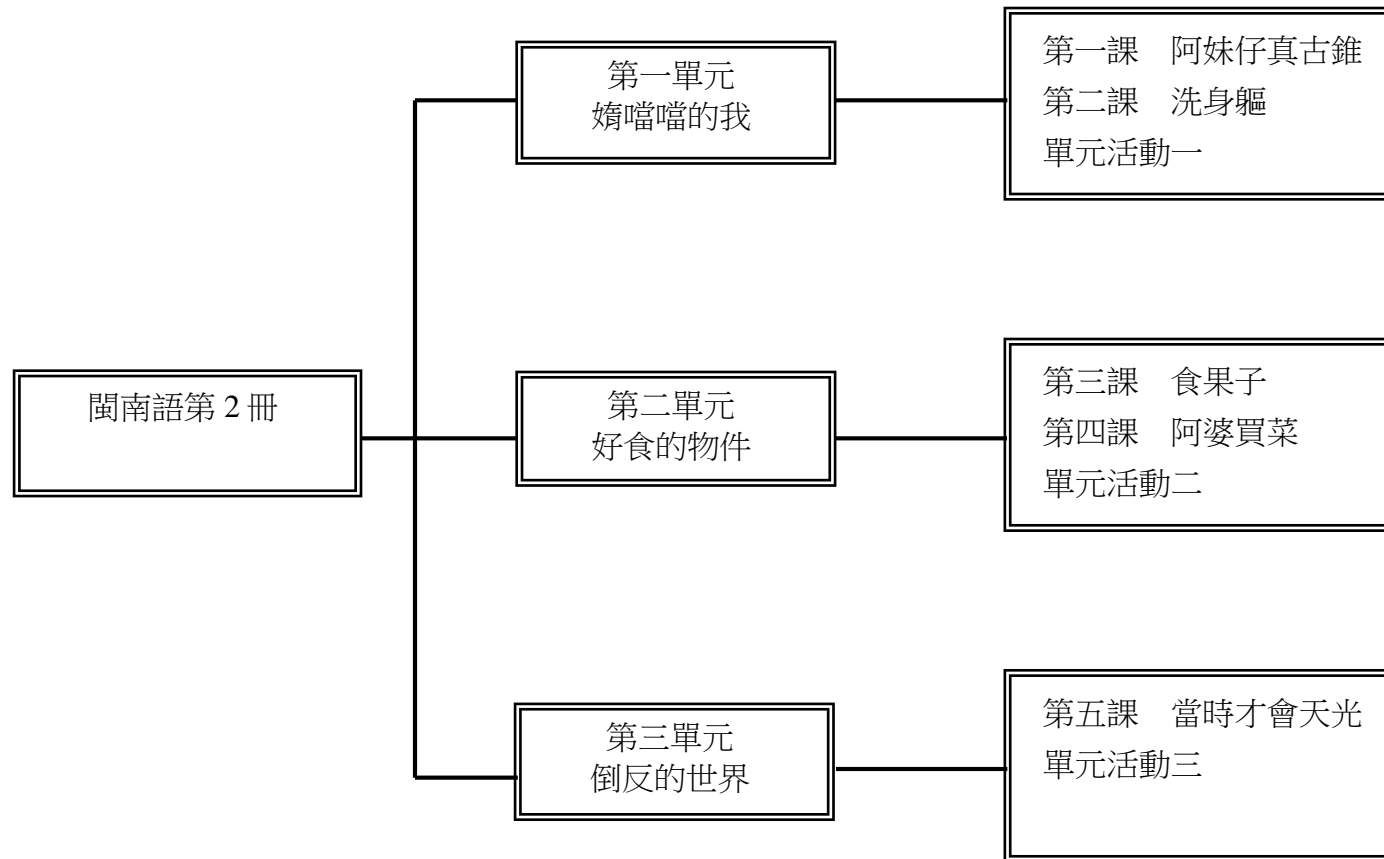 閩南語第 2 冊
第一單元
媠噹噹的我
第一課　阿妹仔真古錐
第二課　洗身軀
單元活動一
第二單元
好食的物件
第三課　食果子
第四課　阿婆買菜
單元活動二
第三單元
倒反的世界
第五課　當時才會天光
單元活動三